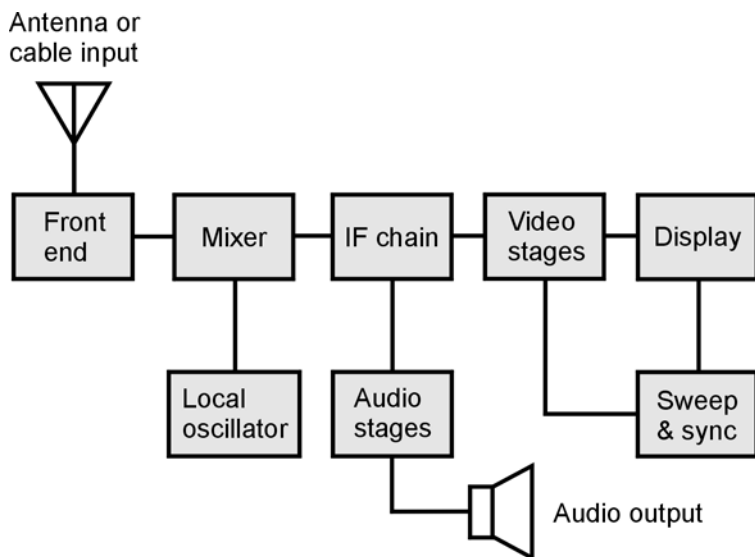 Antenna or
cable input
Front
end
Mixer
IF chain
Video
stages
Display
Local
oscillator
Audio
stages
Sweep
& sync
Audio output